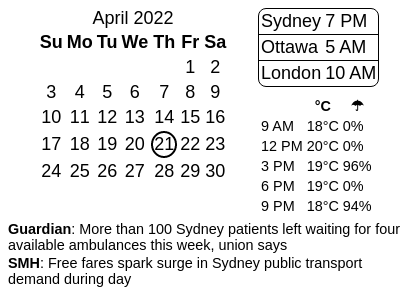 April 2022
Su Mo Tu We Th Fr Sa
1 2
3 4 5 6 7 8 9
10 11 12 13 14 15 16
17 18 19 20 21 22 23
24 25 26 27 28 29 30
Sydney 7 PM
Ottawa 5 AM
London 10 AM
°C ☂
9 AM 18°C 0%
12 PM 20°C 0%
3 PM 19°C 96%
6 PM 19°C 0%
9 PM 18°C 94%
Guardian: More than 100 Sydney patients left waiting for four
available ambulances this week, union says
SMH: Free fares spark surge in Sydney public transport
demand during day